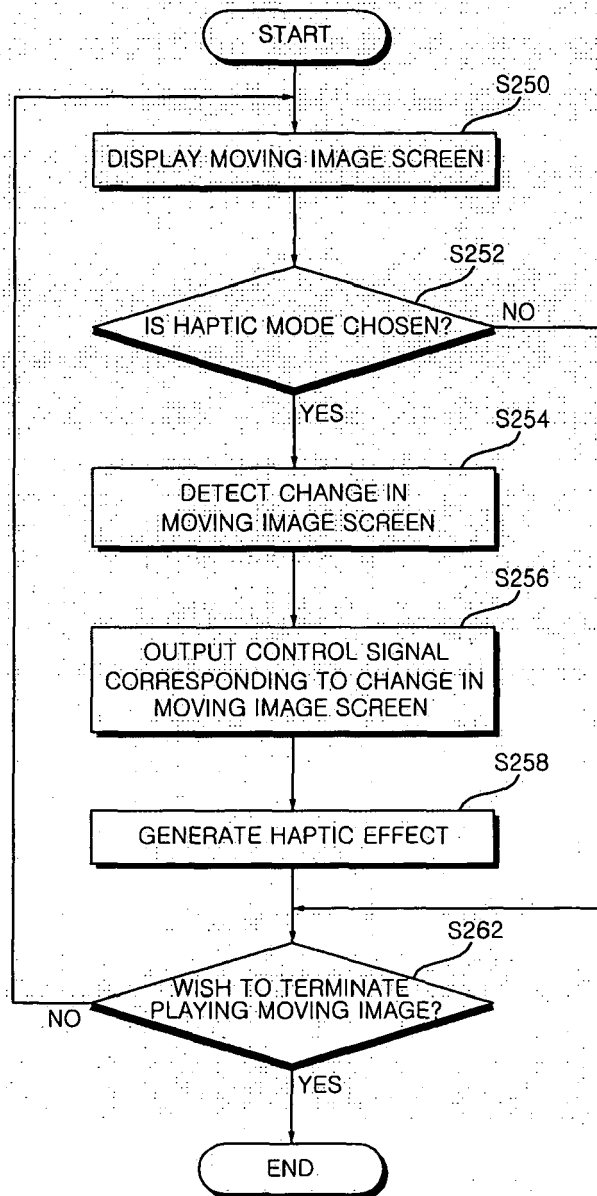 START
S250
DISPLAY MOVING IMAGE SCREEN
S252
IS HAPTIC MODE CHOSEN?
NO
YES
S254
DETECT CHANGE IN
MOVING IMAGE SCREEN
S256
OUTPUT CONTROL SIGNAL
CORRESPONDING TO CHANGE IN
MOVING IMAGE SCREEN
S258
GENERATE HAPTIC EFFECT
S262
WISH TO TERMINATE
PLAYING MOVING IMAGE?
NO
YES
END